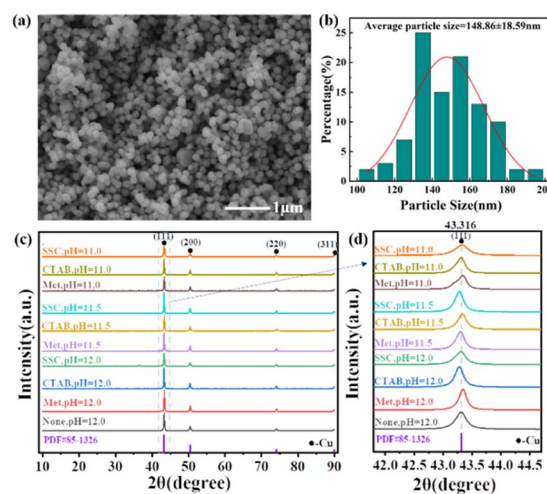 (a)
1μm
(b)
Average particle size=148.86±18.59nm
Percentage(%)
25
20
15
10
5
0
100 120 140 160 180 200
Particle Size(nm)
(c)
(111)
(200)
(220)
(311)
SSC,pH=11.0
CTAB,pH=11.0
Met,pH=11.0
SSC,pH=11.5
CTAB,pH=11.5
Met,pH=11.5
SSC,pH=12.0
CTAB,pH=12.0
Met,pH=12.0
None,pH=12.0
PDF#85-1326
●-Cu
Intensity(a.u.)
10 20 30 40 50 60 70 80 90
2θ(degree)
(d)
43.316
(111)
SSC,pH=11.0
CTAB,pH=11.0
Met,pH=11.0
SSC,pH=11.5
CTAB,pH=11.5
Met,pH=11.5
SSC,pH=12.0
CTAB,pH=12.0
Met,pH=12.0
None,pH=12.0
PDF#85-1326
●-Cu
Intensity(a.u.)
42.0 42.5 43.0 43.5 44.0 44.5
2θ(degree)